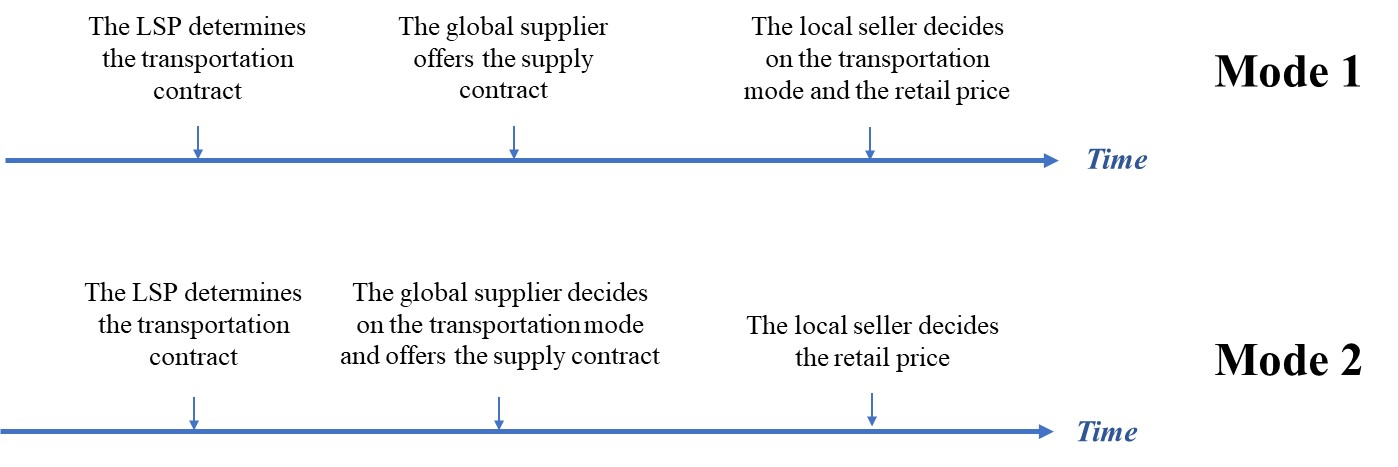 The LSP determines
the transportation
contract
The global supplier
offers the supply
contract
The local seller decides
on the transportation
mode and the retail price
Mode 1
Time
The LSP determines
the transportation
contract
The global supplier decides
on the transportation mode
and offers the supply contract
The local seller decides
the retail price
Mode 2
Time